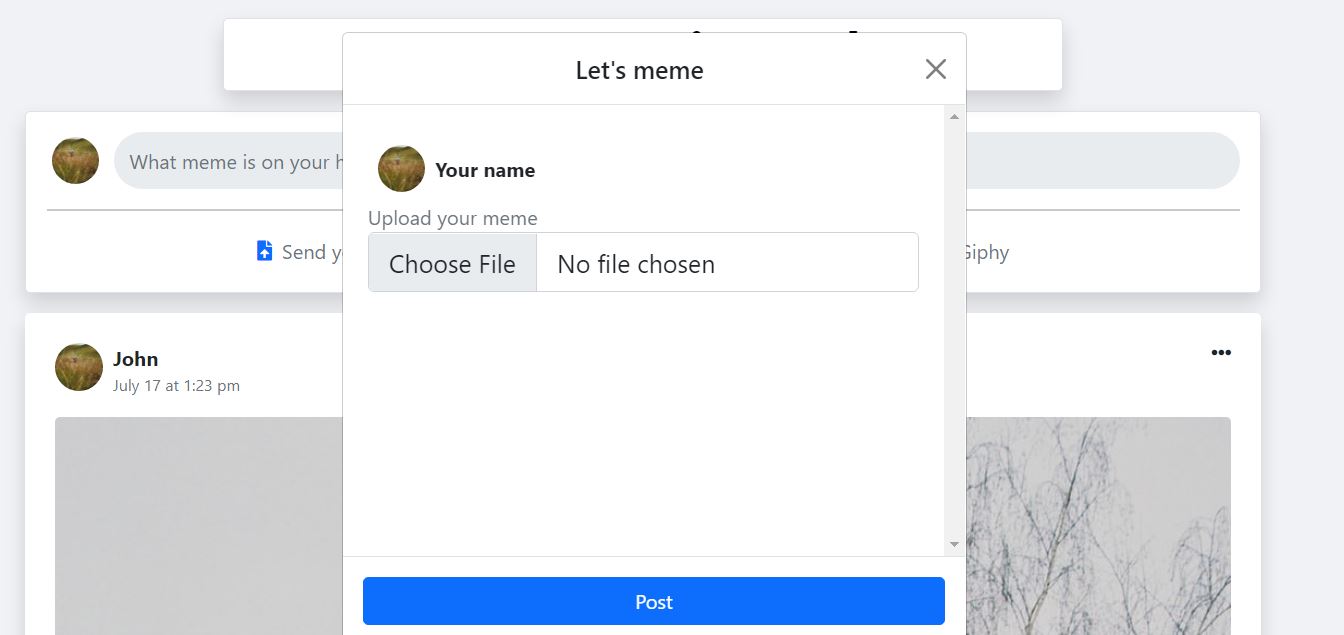 Let's meme
What meme is on your
Your name
Upload your meme
Choose File No file chosen
Send
Giphy
John
July 17 at 1:23 pm
Post